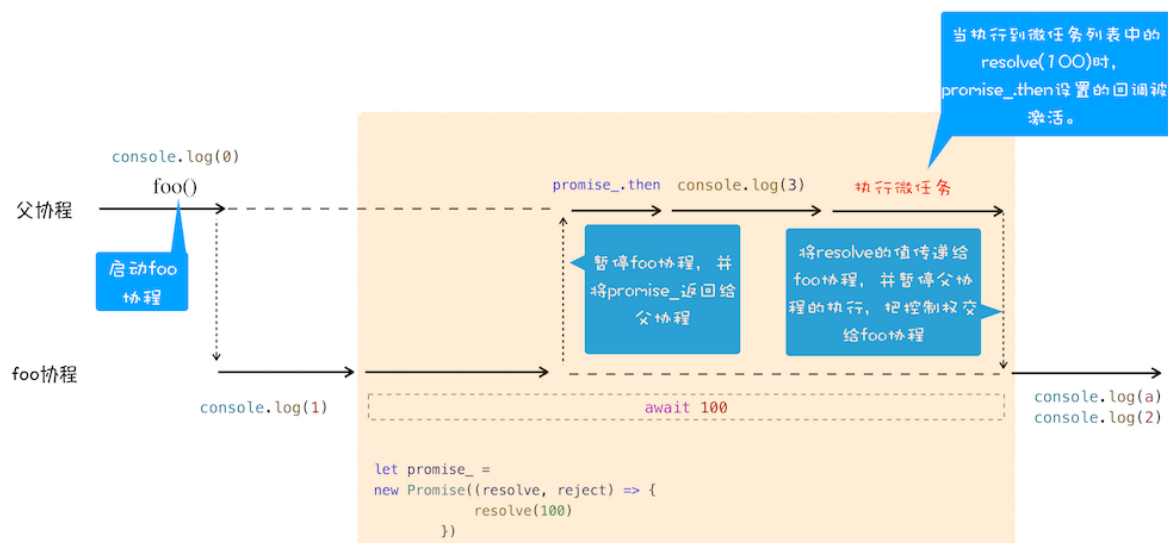 当执行到微任务列表中的
resolve(100)时，
promise_.then设置的回调被
激活。
console.log(0)
foo()
promise_.then
console.log(3)
执行微任务
父协程
启动foo
协程
暂停foo协程，并
将promise_返回给
父协程
将resolve的值传递给
foo协程，并暂停父协
程的执行，把控制权交
给foo协程
foo协程
console.log(1)
await 100
console.log(a)
console.log(2)
let promise_ =
new Promise((resolve, reject) => {
resolve(100)
})